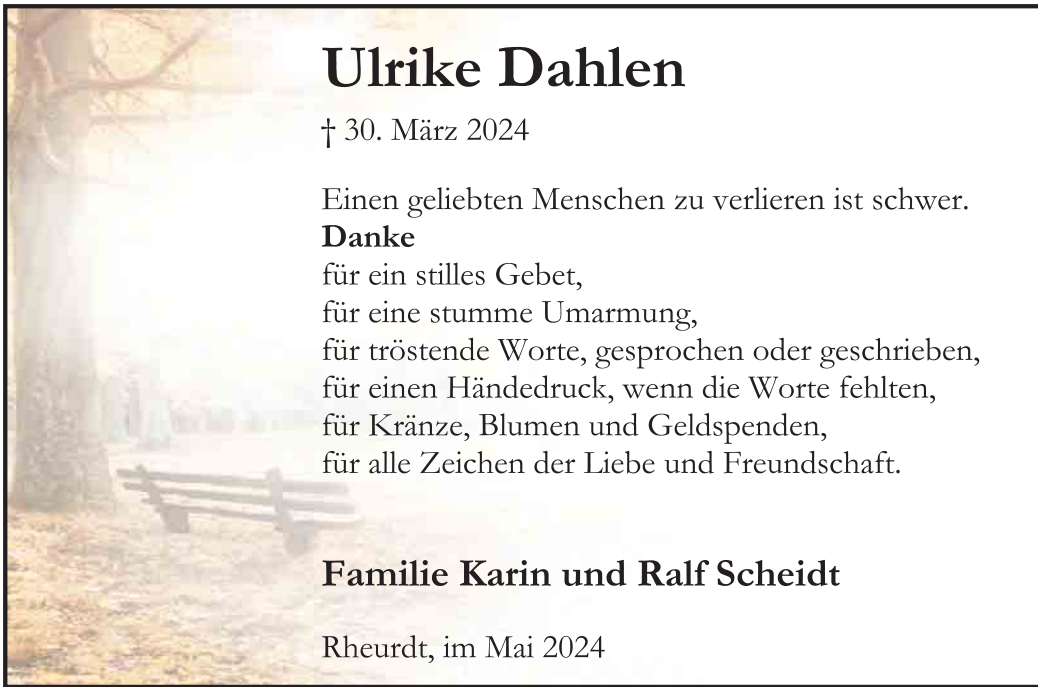 Ulrike Dahlen
† 30. März 2024
Einen geliebten Menschen zu verlieren ist schwer.
Danke
für ein stilles Gebet,
für eine stumme Umarmung,
für tröstende Worte, gesprochen oder geschrieben,
für einen Händedruck, wenn die Worte fehlten,
für Kränze, Blumen und Geldspenden,
für alle Zeichen der Liebe und Freundschaft.
Familie Karin und Ralf Scheidt
Rheurdt, im Mai 2024